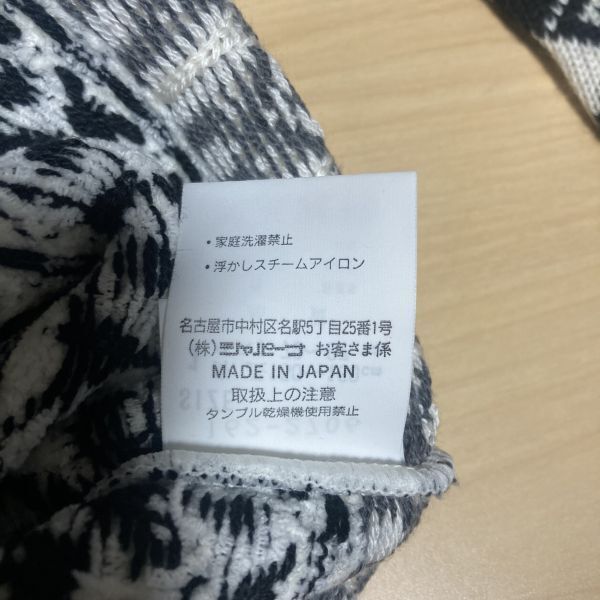 ・家庭洗濯禁止
・浮かしスチームアイロン
名古屋市中村区名駅5丁目25番1号
(株)ジャパーナ お客さま係
MADE IN JAPAN
取扱上の注意
タンブル乾燥機使用禁止